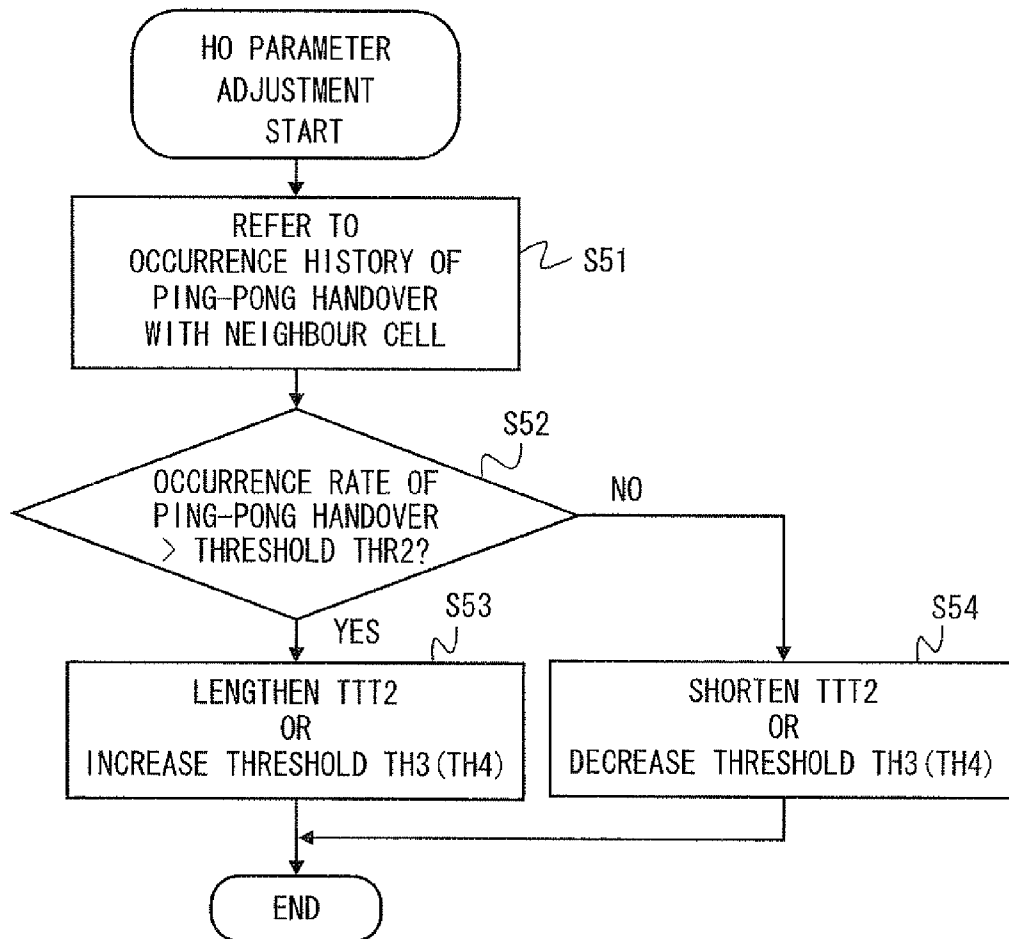 HO PARAMETER
ADJUSTMENT
START
REFER TO
OCCURRENCE HISTORY OF
PING-PONG HANDOVER
WITH NEIGHBOUR CELL
S51
S52
OCCURRENCE RATE OF
PING-PONG HANDOVER
> THRESHOLD THR2?
NO
YES
S53
LENGTHEN TTT2
OR
INCREASE THRESHOLD TH3(TH4)
S54
SHORTEN TTT2
OR
DECREASE THRESHOLD TH3(TH4)
END